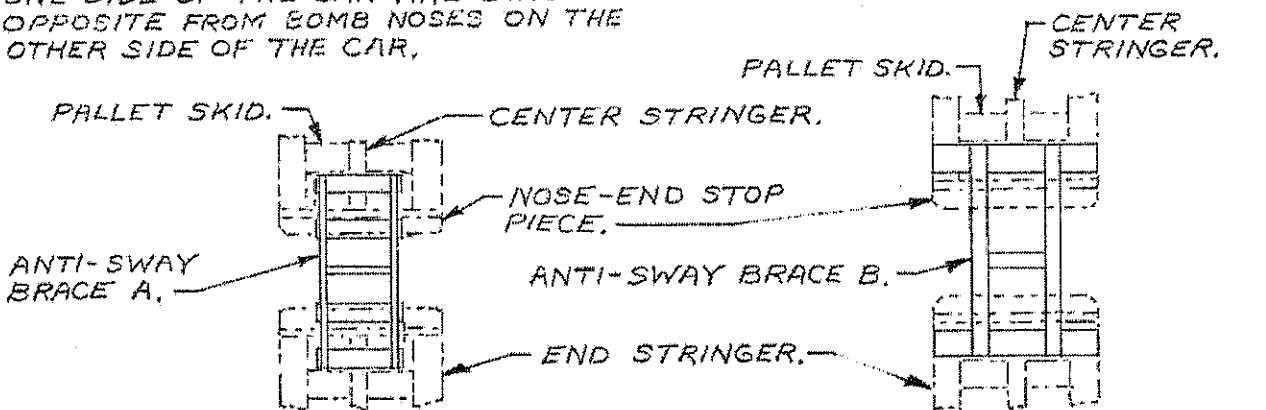 OPPOSITE FROM BOMB NOSES ON THE
OTHER SIDE OF THE CAR.
CENTER
STRINGER.
PALLET SKID.
PALLET SKID.
CENTER STRINGER.
NOSE-END STOP
PIECE.
ANTI-SWAY
BRACE A.
ANTI-SWAY BRACE B.
END STRINGER.